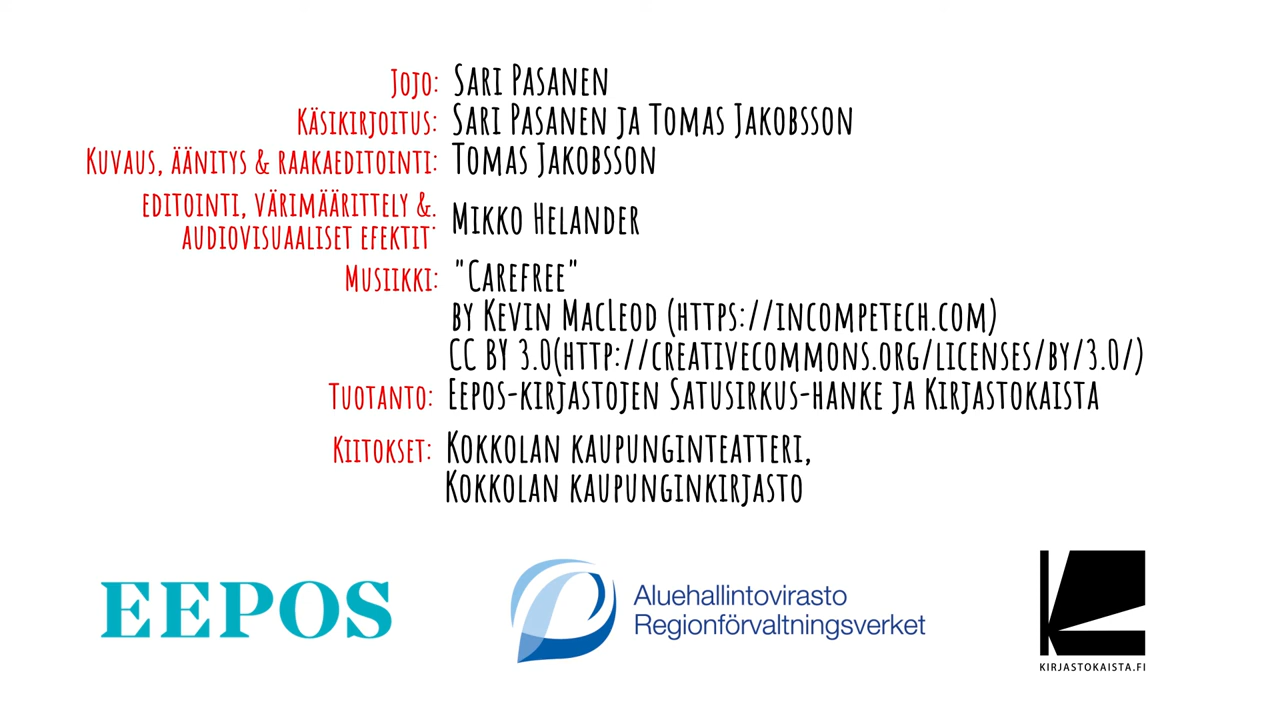 Jojo: Sari Pasanen
Käsikirjoitus: Sari Pasanen ja Tomas Jakobsson
Kuvaus, äänitys & raakaeditointi: Tomas Jakobsson
editointi, värimäärittely &
audiovisuaaliset efektit: Mikko Helander
Musiikki: "Carefree"
by Kevin MacLeod (https://incompetech.com)
CC BY 3.0(http://creativecommons.org/licenses/by/3.0/)
Tuotanto: Eepos-kirjastojen Satusirkus-hanke ja Kirjastokaista
Kiitokset: Kokkolan kaupunginteatteri,
Kokkolan kaupunginkirjasto
EEPOS
Aluehallintovirasto
Regionförvaltningsverket
KIRJASTOKAISTA.FI